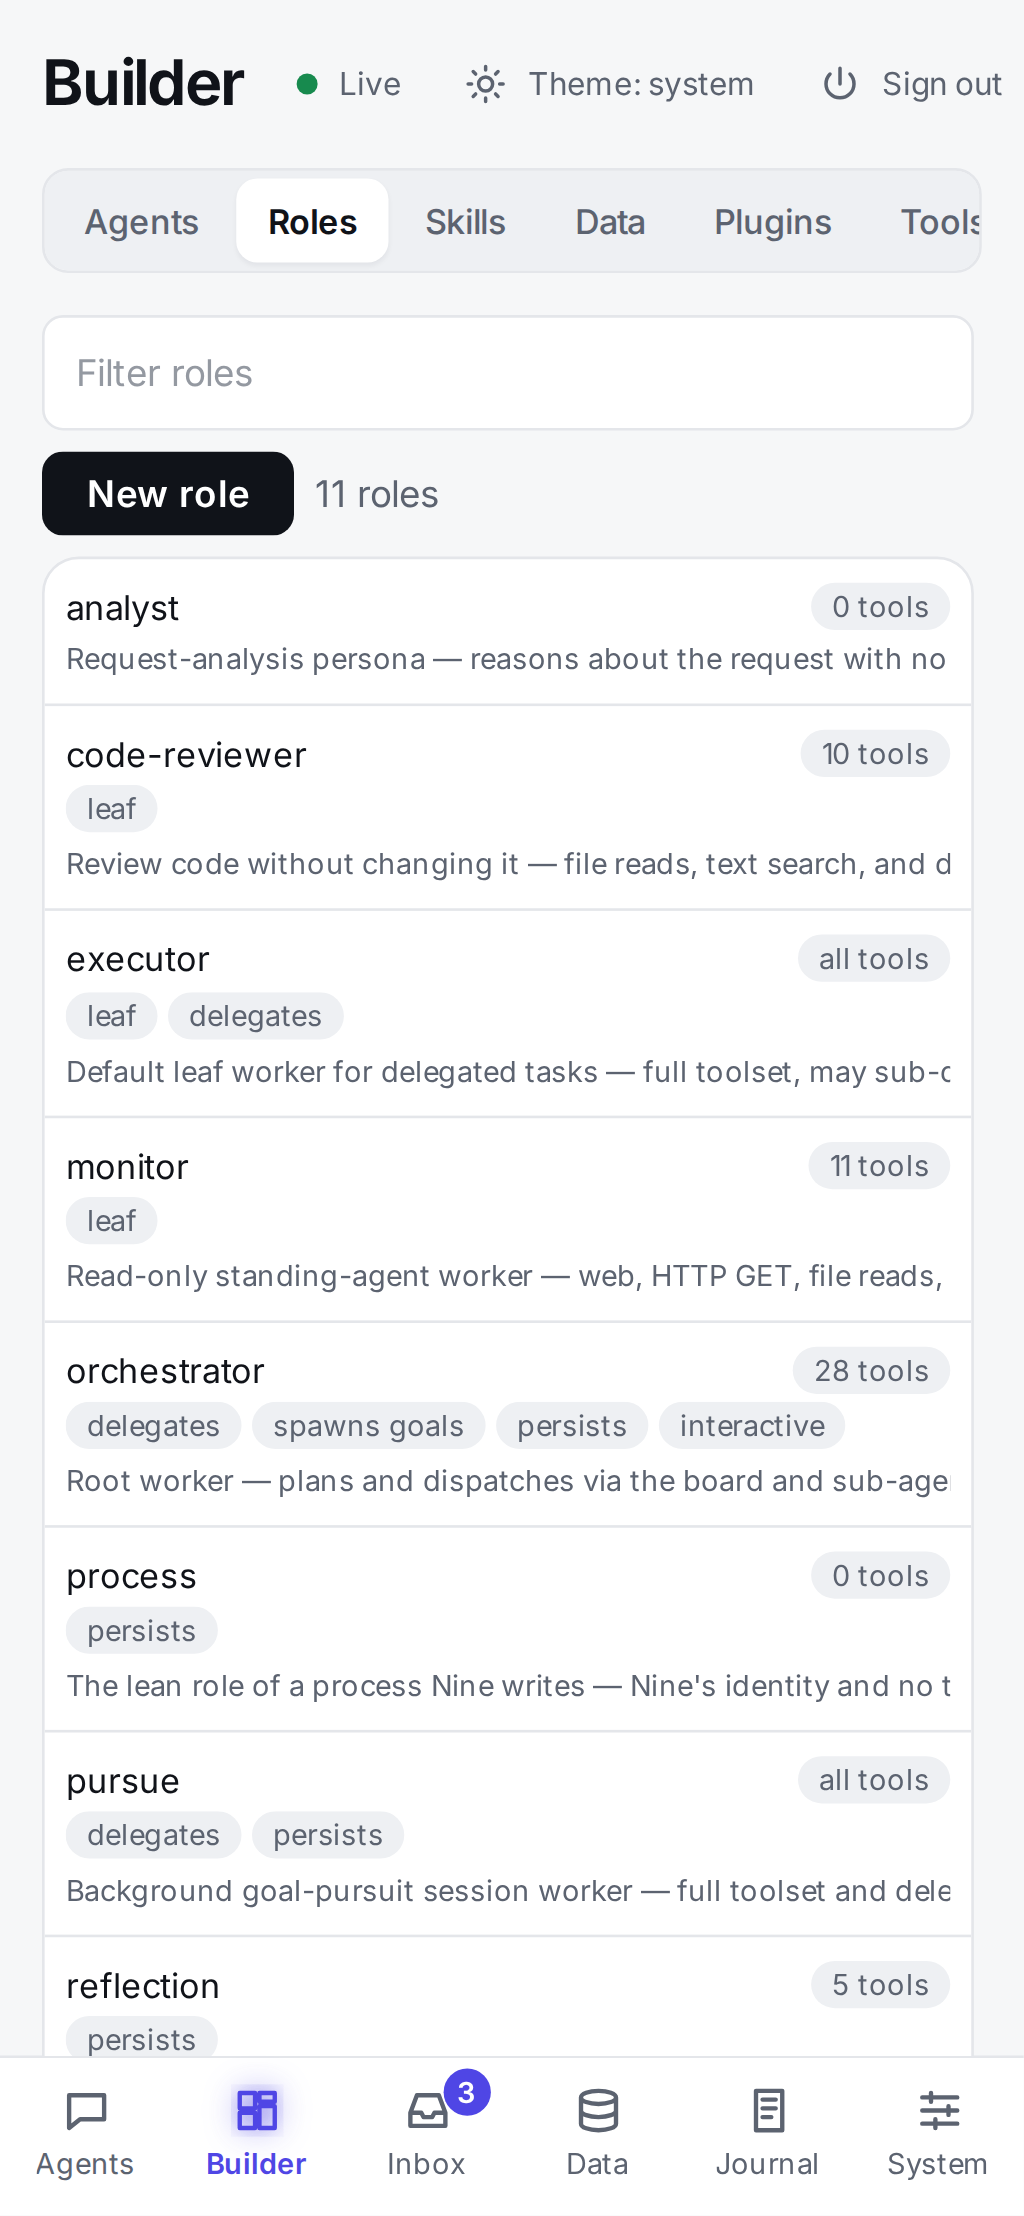 Builder Live Theme: system Sign out
Agents Roles Skills Data Plugins Tools
Filter roles
New role 11 roles
analyst 0 tools
Request-analysis persona — reasons about the request with no
code-reviewer 10 tools
leaf
Review code without changing it — file reads, text search, and d
executor all tools
leaf delegates
Default leaf worker for delegated tasks — full toolset, may sub-
monitor 11 tools
leaf
Read-only standing-agent worker — web, HTTP GET, file reads,
orchestrator 28 tools
delegates spawns goals persists interactive
Root worker — plans and dispatches via the board and sub-age
process 0 tools
persists
The lean role of a process Nine writes — Nine's identity and no t
pursue all tools
delegates persists
Background goal-pursuit session worker — full toolset and dele
reflection 5 tools
persists
3
Agents Builder Inbox Data Journal System